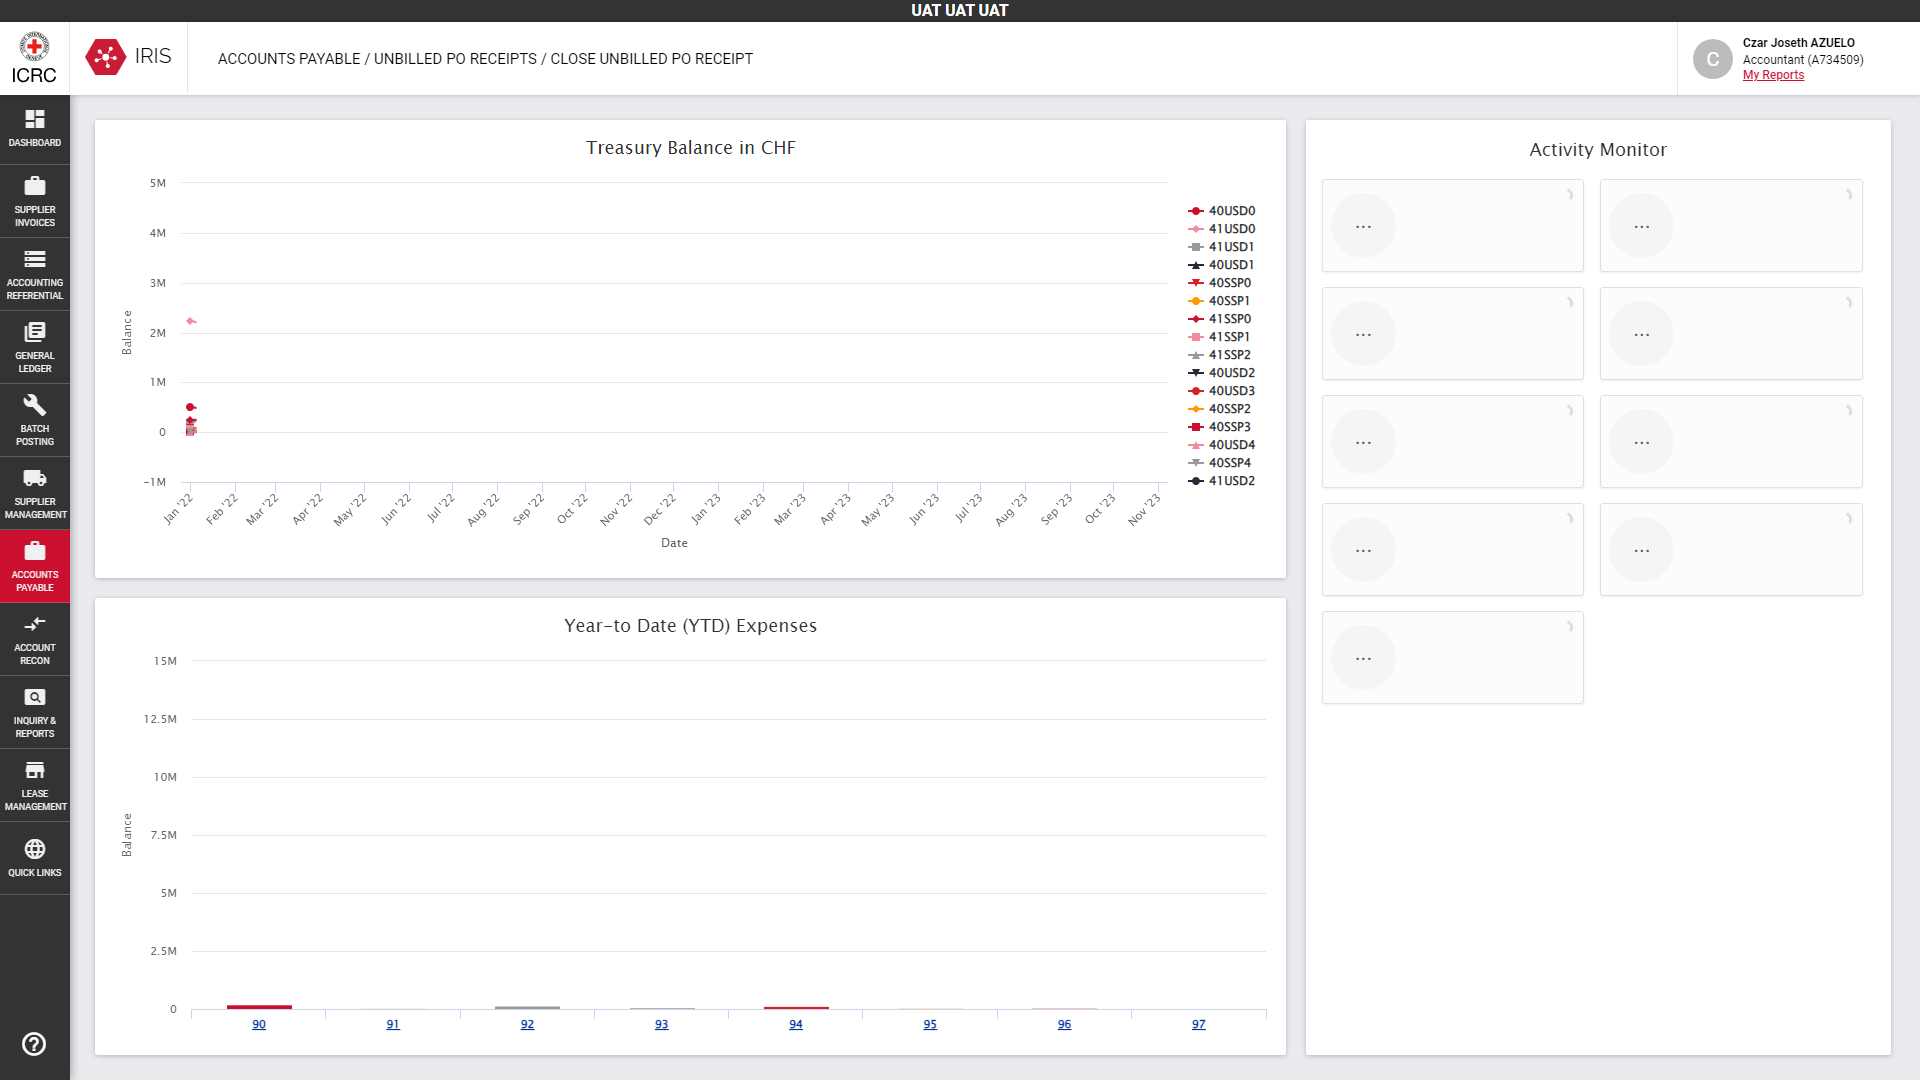 UAT UAT UAT
ICRC
IRIS
ACCOUNTS PAYABLE / UNBILLED PO RECEIPTS / CLOSE UNBILLED PO RECEIPT
C
Czar Joseth AZUELO
Accountant (A734509)
My Reports
DASHBOARD
SUPPLIER
INVOICES
ACCOUNTING
REFERENTIAL
GENERAL
LEDGER
BATCH
POSTING
SUPPLIER
MANAGEMENT
ACCOUNTS
PAYABLE
ACCOUNT
RECON
INQUIRY &
REPORTS
LEASE
MANAGEMENT
QUICK LINKS
Treasury Balance in CHF
Balance
5M
4M
3M
2M
1M
0
-1M
Jan '22
Feb '22
Mar '22
Apr '22
May '22
Jun '22
Jul '22
Aug '22
Sep '22
Oct '22
Nov '22
Dec '22
Jan '23
Feb '23
Mar '23
Apr '23
May '23
Jun '23
Jul '23
Aug '23
Sep '23
Oct '23
Nov '23
Date
40USD0
41USD0
41USD1
40USD1
40SSP0
40SSP1
41SSP0
41SSP1
41SSP2
40USD2
40USD3
40SSP2
40SSP3
40USD4
40SSP4
41USD2
Year-to Date (YTD) Expenses
Balance
15M
12.5M
10M
7.5M
5M
2.5M
0
90
91
92
93
94
95
96
97
Activity Monitor
...
...
...
...
...
...
...
...
...